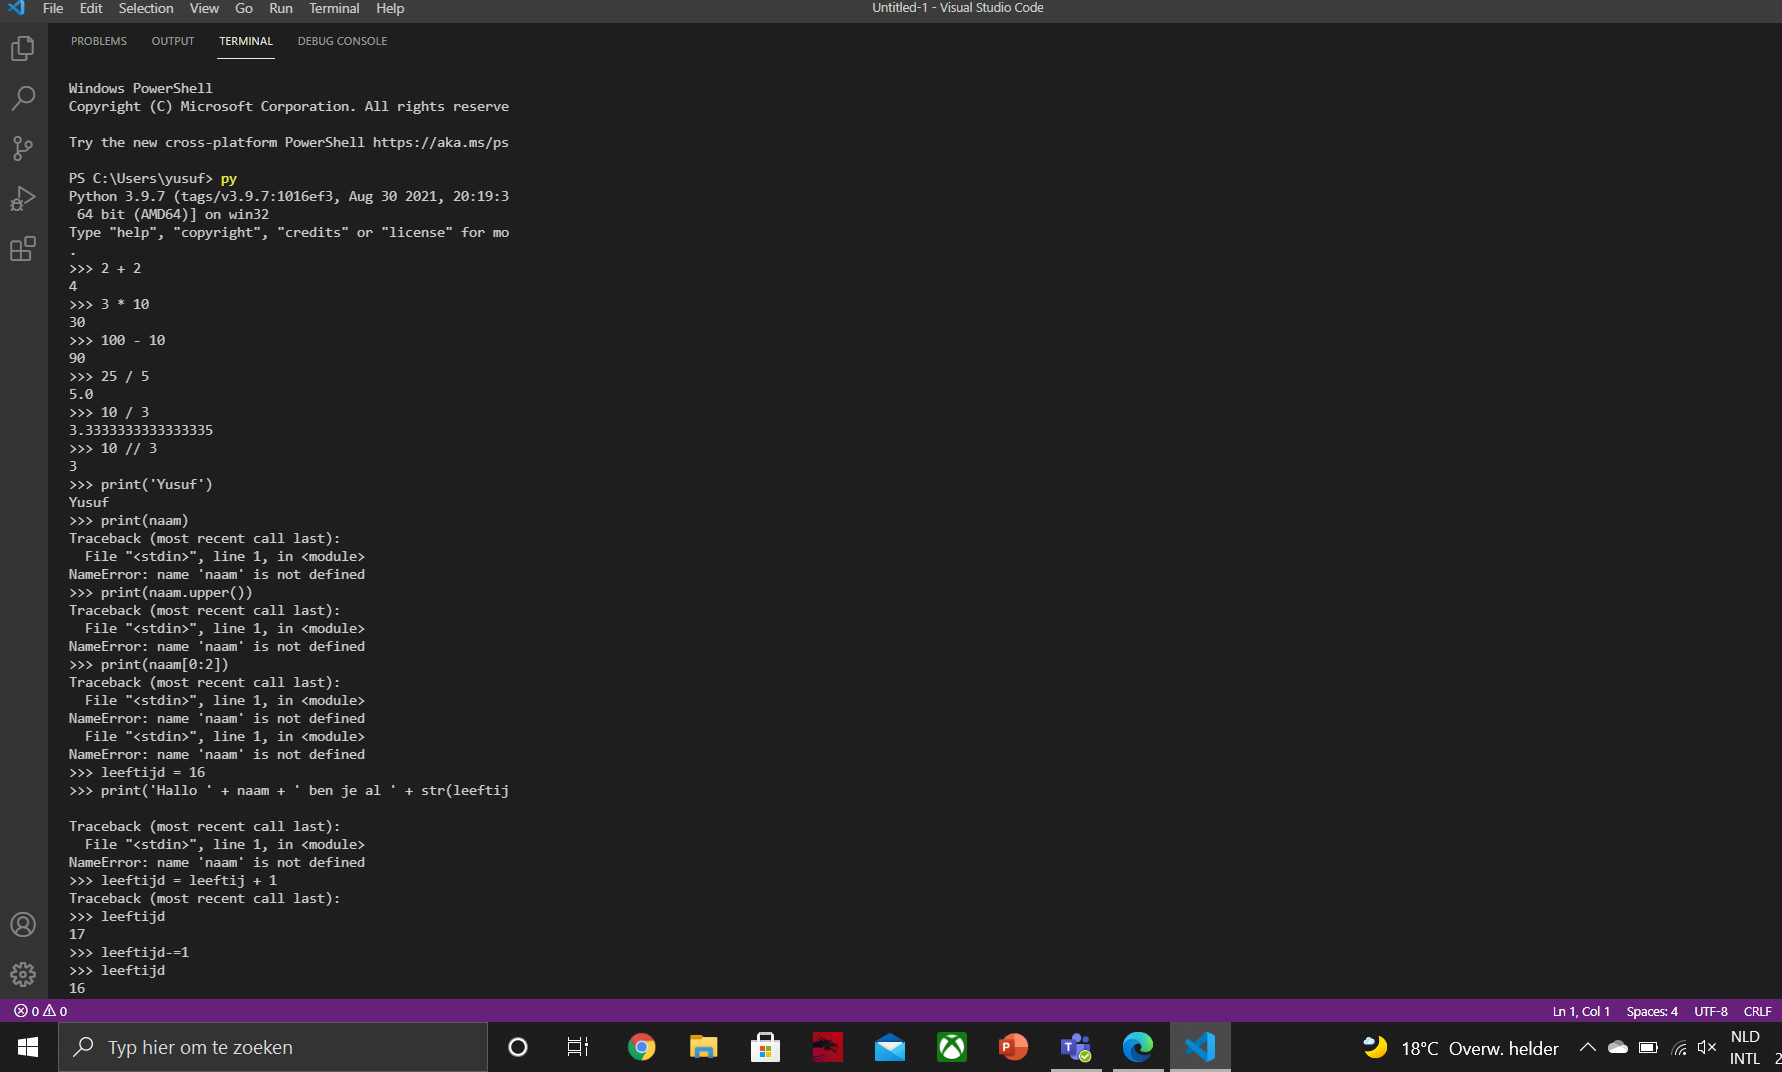 File Edit Selection View Go Run Terminal Help
Untitled-1 - Visual Studio Code
PROBLEMS OUTPUT TERMINAL DEBUG CONSOLE
Windows PowerShell
Copyright (C) Microsoft Corporation. All rights reserve
Try the new cross-platform PowerShell https://aka.ms/ps
PS C:\Users\yusuf> py
Python 3.9.7 (tags/v3.9.7:1016ef3, Aug 30 2021, 20:19:3
 64 bit (AMD64)] on win32
Type "help", "copyright", "credits" or "license" for mo
.
>>> 2 + 2
4
>>> 3 * 10
30
>>> 100 - 10
90
>>> 25 / 5
5.0
>>> 10 / 3
3.3333333333333335
>>> 10 // 3
3
>>> print('Yusuf')
Yusuf
>>> print(naam)
Traceback (most recent call last):
  File "<stdin>", line 1, in <module>
NameError: name 'naam' is not defined
>>> print(naam.upper())
Traceback (most recent call last):
  File "<stdin>", line 1, in <module>
NameError: name 'naam' is not defined
>>> print(naam[0:2])
Traceback (most recent call last):
  File "<stdin>", line 1, in <module>
NameError: name 'naam' is not defined
  File "<stdin>", line 1, in <module>
NameError: name 'naam' is not defined
>>> leeftijd = 16
>>> print('Hallo ' + naam + ' ben je al ' + str(leeftij
Traceback (most recent call last):
  File "<stdin>", line 1, in <module>
NameError: name 'naam' is not defined
>>> leeftijd = leeftij + 1
Traceback (most recent call last):
>>> leeftijd
17
>>> leeftijd-=1
>>> leeftijd
16
0 0
Ln 1, Col 1 Spaces: 4 UTF-8 CRLF
Typ hier om te zoeken
18°C Overw. helder
NLD
INTL 2